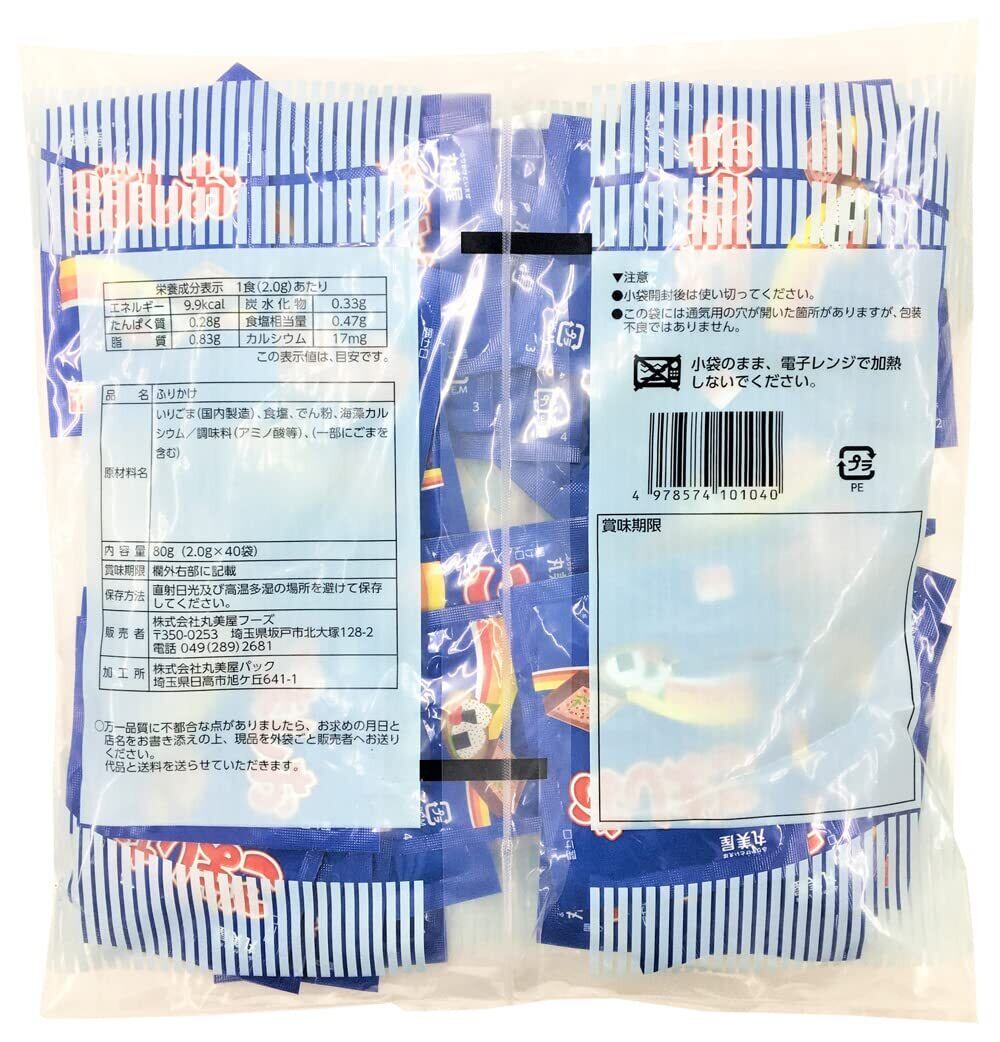 栄養成分表示 1食(2.0g)あたり
エネルギー 9.9kcal 炭水化物 0.33g
たんぱく質 0.28g 食塩相当量 0.47g
脂質 0.83g カルシウム 17mg
この表示値は、目安です。
品名 ふりかけ
原材料名 いりごま(国内製造)、食塩、でん粉、海藻カル
シウム/調味料(アミノ酸等)、(一部にごまを
含む)
内容量 80g (2.0g×40袋)
賞味期限 欄外右部に記載
保存方法 直射日光及び高温多湿の場所を避けて保存
してください。
販売者 株式会社丸美屋フーズ
〒350-0253 埼玉県坂戸市北大塚128-2
電話 049(289)2681
加工所 株式会社丸美屋パック
埼玉県日高市旭ケ丘641-1
○万一品質に不都合な点がありましたら、お求めの月日と
店名をお書き添えの上、現品を外袋ごと販売者へお送り
ください。
代品と送料を送らせていただきます。
▼注意
●小袋開封後は使い切ってください。
●この袋には通気用の穴が開いた箇所がありますが、包装
不良ではありません。
小袋のまま、電子レンジで加熱
しないでください。
4 978574 101040
プラ
PE
賞味期限
丸美屋
丸美屋
丸美屋